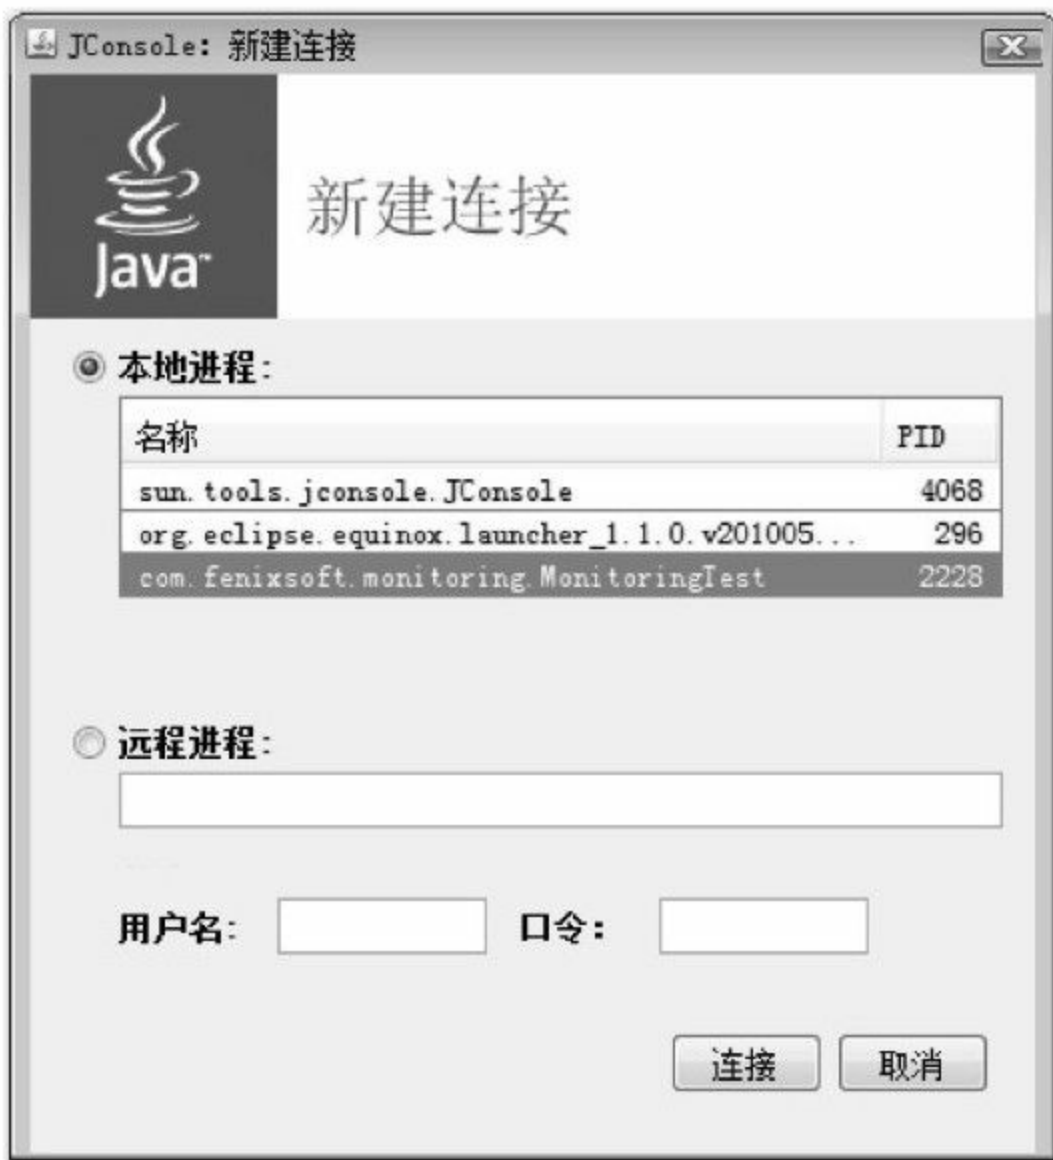 JConsole: 新建连接
Java™
新建连接
本地进程:
名称 PID
sun.tools.jconsole.JConsole 4068
org.eclipse.equinox.launcher_1.1.0.v201005... 296
com.fenixsoft.monitoring.MonitoringTest 2228
远程进程:
用户名: 口令:
连接 取消